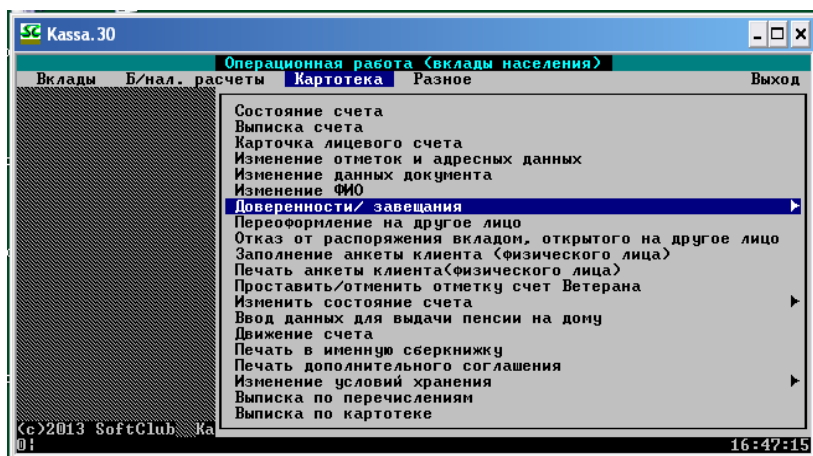 SC Kassa.30
Операционная работа (вклады населения)
Вклады Б/нал. расчеты Картотека Разное Выход
Состояние счета
Выписка счета
Карточка лицевого счета
Изменение отметок и адресных данных
Изменение данных документа
Изменение ФИО
Доверенности/ завещания
Переоформление на другое лицо
Отказ от распоряжения вкладом, открытого на другое лицо
Заполнение анкеты клиента (физического лица)
Печать анкеты клиента(физического лица)
Проставить/отменить отметку счет Ветерана
Изменить состояние счета
Ввод данных для выдачи пенсии на дому
Движение счета
Печать в именную сберкнижку
Печать дополнительного соглашения
Изменение условий хранения
Выписка по перечислениям
Выписка по картотеке
(c)2013 SoftClub Ка
0¦ 16:47:15